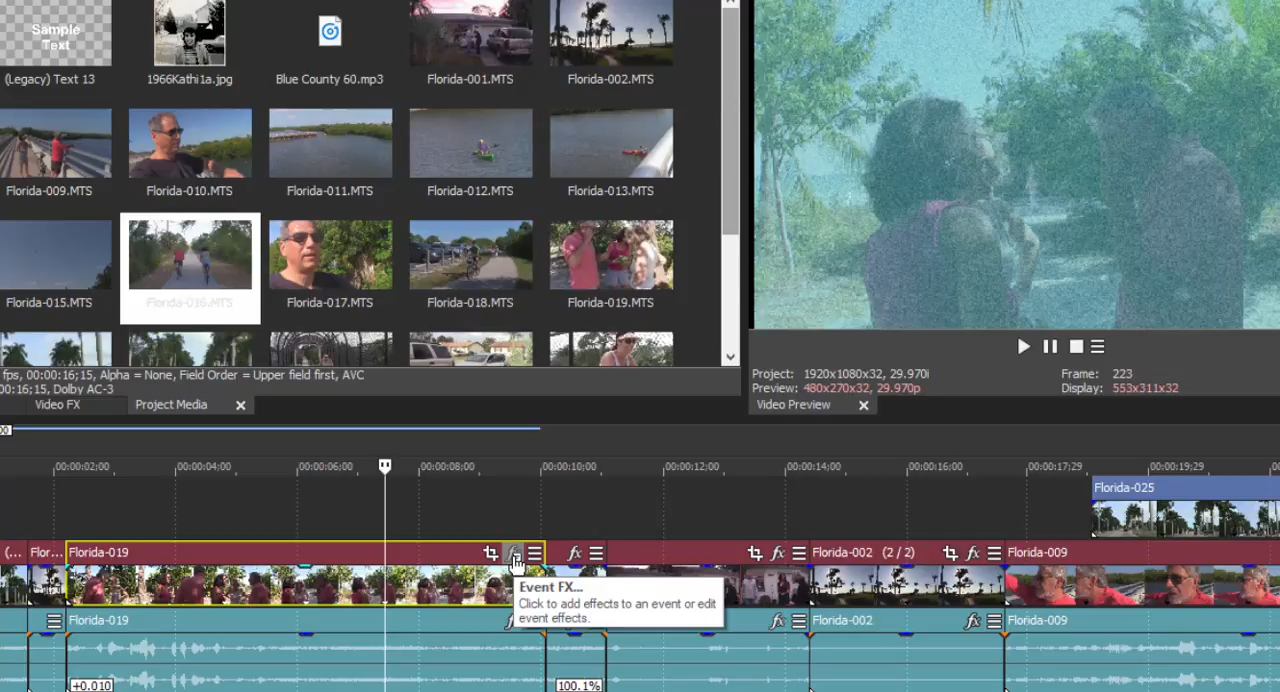 Sample
Text
(Legacy) Text 13
1966Kathi1a.jpg
Blue County 60.mp3
Florida-001.MTS
Florida-002.MTS
Florida-009.MTS
Florida-010.MTS
Florida-011.MTS
Florida-012.MTS
Florida-013.MTS
Florida-015.MTS
Florida-016.MTS
Florida-017.MTS
Florida-018.MTS
Florida-019.MTS
fps, 00:00:16;15, Alpha = None, Field Order = Upper field first, AVC
00:16;15, Dolby AC-3
Video FX
Project Media
Project: 1920x1080x32, 29.970i
Frame: 223
Preview: 480x270x32, 29.970p
Display: 553x311x32
Video Preview
00:00:02;00
00:00:04;00
00:00:06;00
00:00:08;00
00:00:10;00
00:00:12;00
00:00:14;00
00:00:16;00
00:00:17;29
00:00:19;29
Florida-025
(...
Flor...
Florida-019
fx
fx
Florida-002 (2 / 2)
fx
Florida-009
Event FX...
Click to add effects to an event or edit
event effects.
Florida-019
fx
Florida-002
fx
Florida-009
+0.010
100.1%